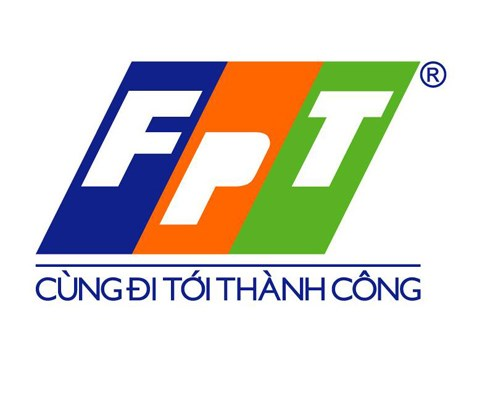 FPT®
CÙNG ĐI TỚI THÀNH CÔNG